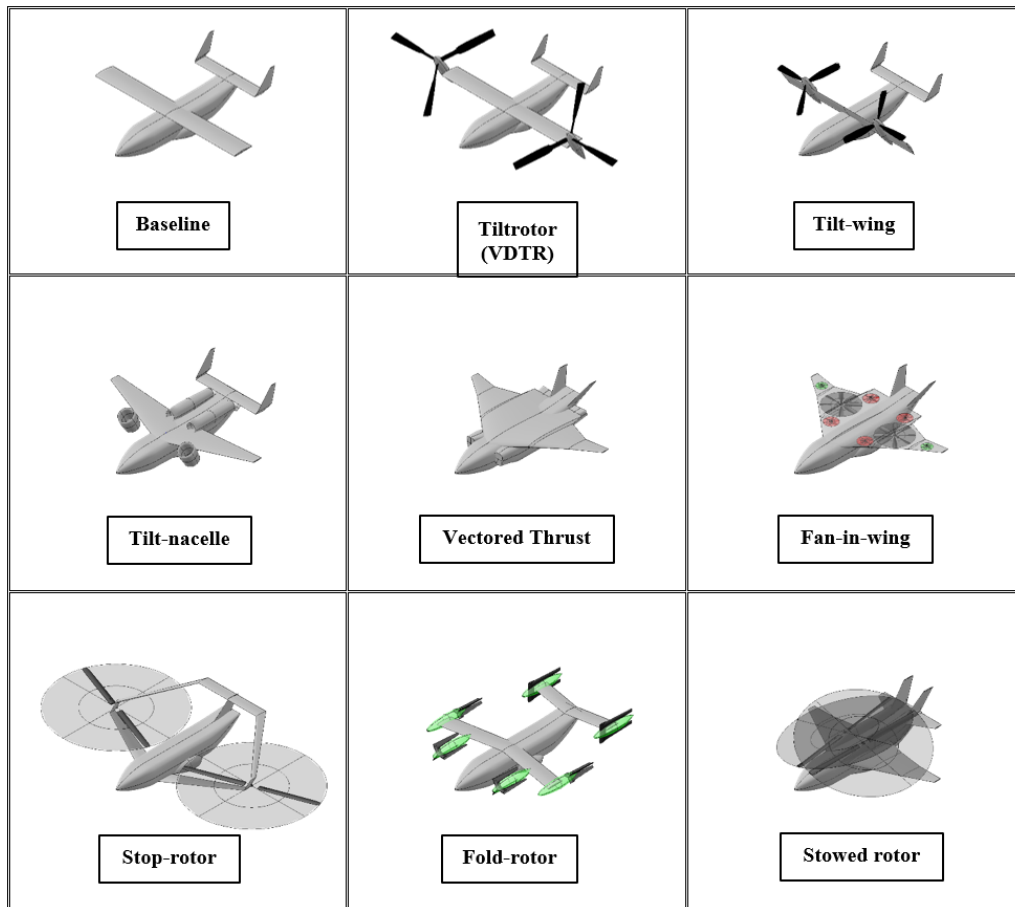 Baseline
Tiltrotor
(VDTR)
Tilt-wing
Tilt-nacelle
Vectored Thrust
Fan-in-wing
Stop-rotor
Fold-rotor
Stowed rotor